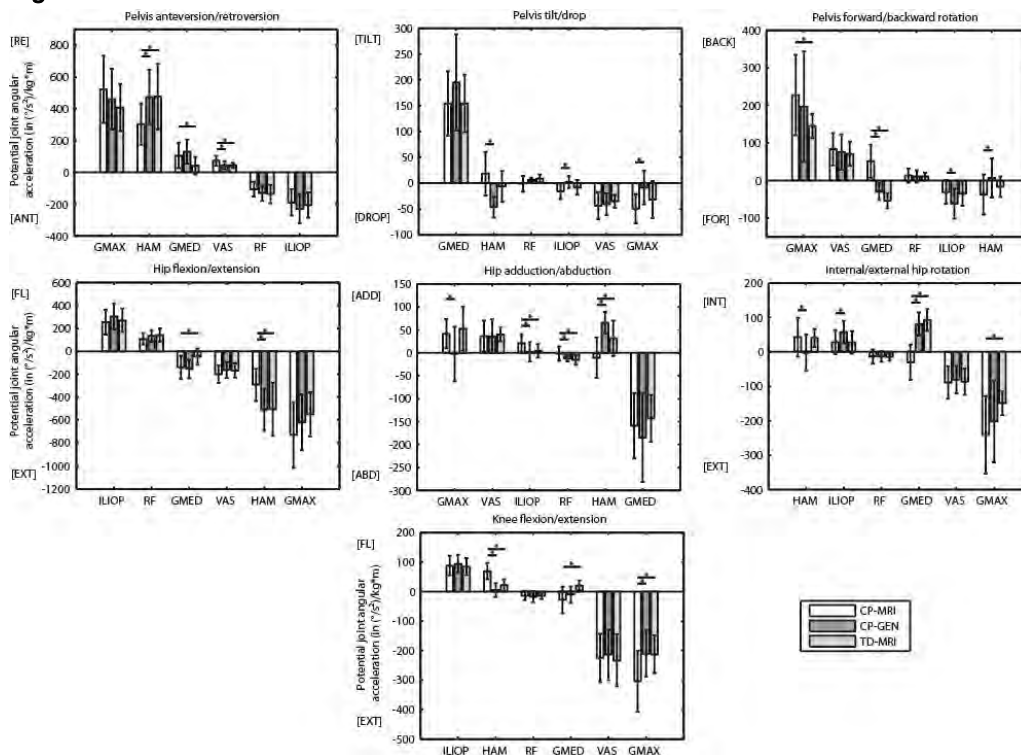 Pelvis anteversion/retroversion
Potential joint angular
acceleration (in (°/s²)/kg*m)
[RE]
[ANT]
800
600
400
200
0
-200
-400
GMAX HAM GMED VAS RF ILIOP
Pelvis tilt/drop
[TILT]
[DROP]
300
250
200
150
100
50
0
-50
-100
GMED HAM RF ILIOP VAS GMAX
Pelvis forward/backward rotation
[BACK]
[FOR]
400
300
200
100
0
-100
GMAX VAS GMED RF ILIOP HAM
Hip flexion/extension
Potential joint angular
acceleration (in (°/s²)/kg*m)
[FL]
[EXT]
600
400
200
0
-200
-400
-600
-800
-1000
-1200
ILIOP RF GMED VAS HAM GMAX
Hip adduction/abduction
[ADD]
[ABD]
150
100
50
0
-50
-100
-150
-200
-250
-300
GMAX VAS ILIOP RF HAM GMED
Internal/external hip rotation
[INT]
[EXT]
200
100
0
-100
-200
-300
-400
HAM ILIOP RF GMED VAS GMAX
Knee flexion/extension
Potential joint angular
acceleration (in (°/s²)/kg*m)
[FL]
[EXT]
200
100
0
-100
-200
-300
-400
-500
ILIOP HAM RF GMED VAS GMAX
CP-MRI
CP-GEN
TD-MRI